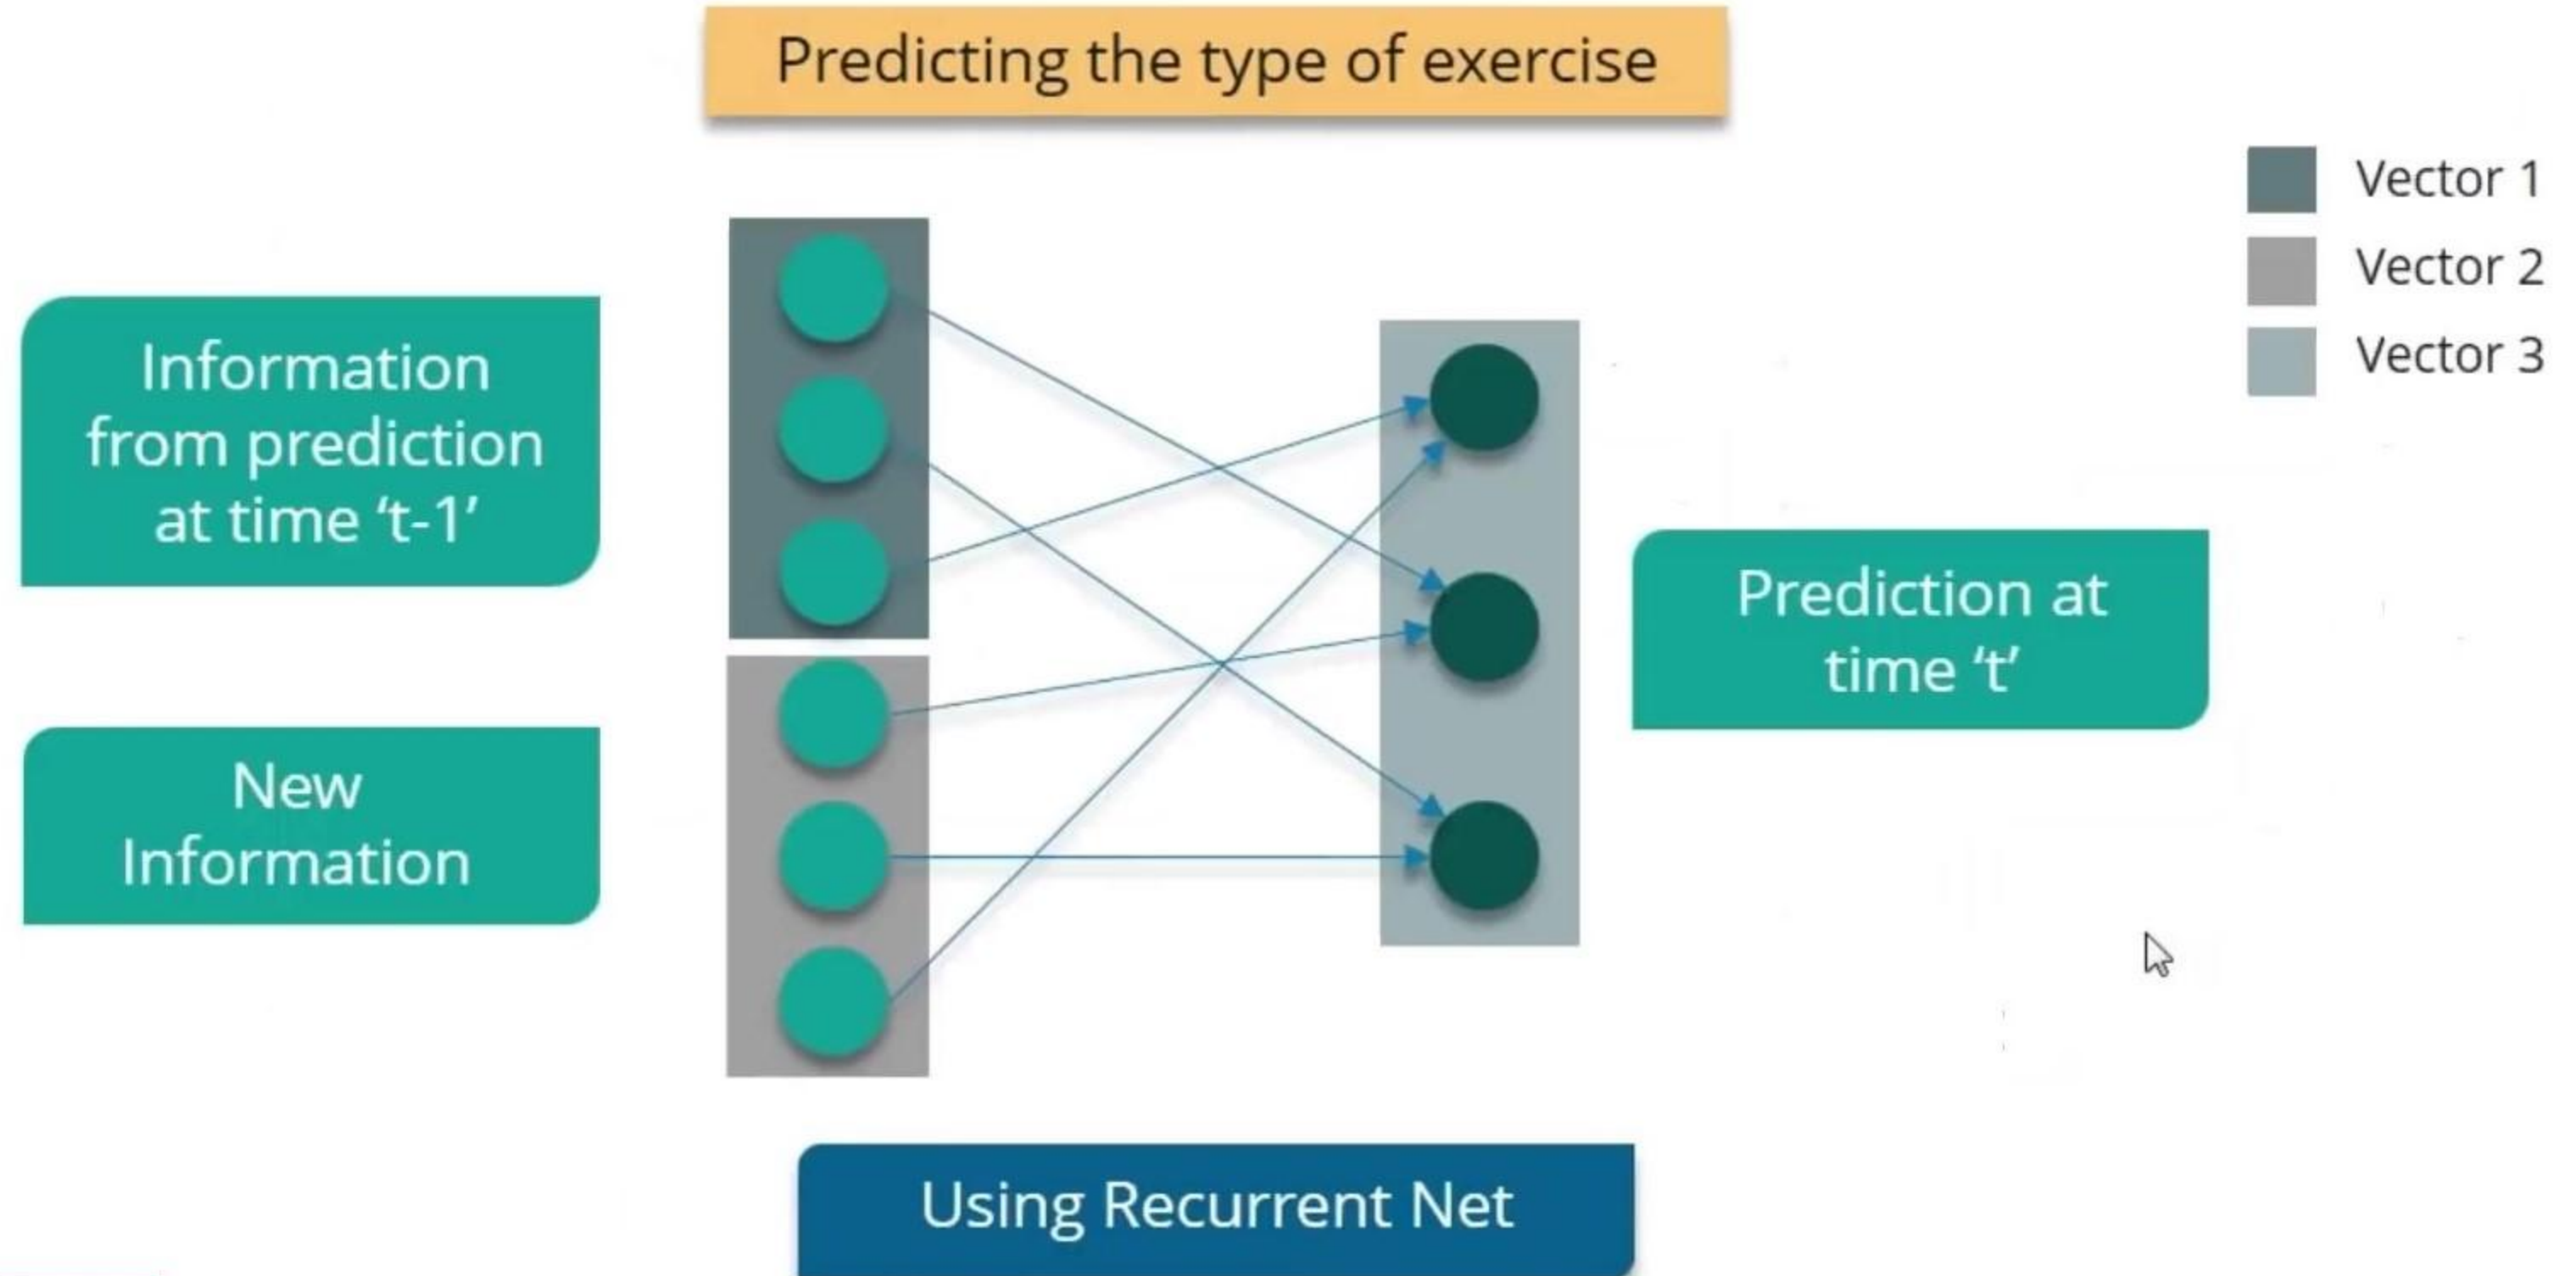 Predicting the type of exercise
Vector 1
Vector 2
Vector 3
Information
from prediction
at time ‘t-1’
New
Information
Prediction at
time ‘t’
Using Recurrent Net